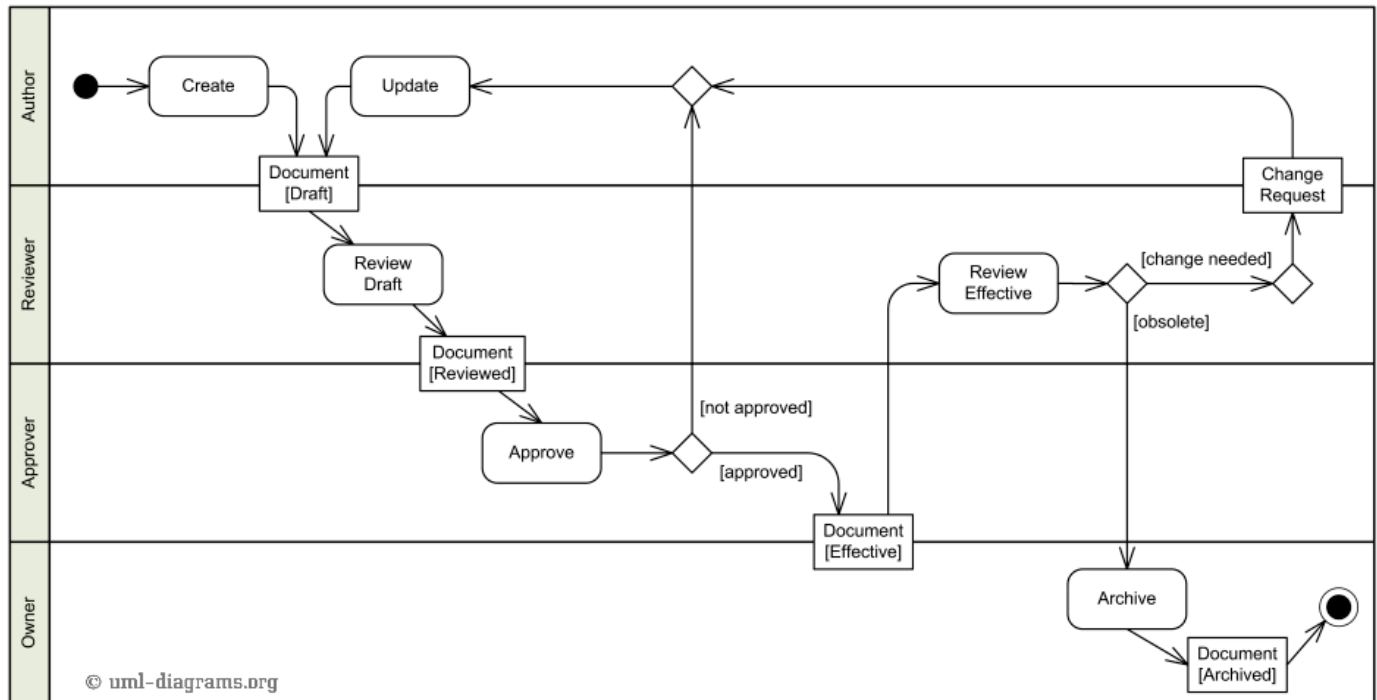 Author
Create
Update
Document
[Draft]
Change
Request
Reviewer
Review
Draft
Review
Effective
[change needed]
[obsolete]
Document
[Reviewed]
Approver
[not approved]
Approve
[approved]
Document
[Effective]
Owner
Archive
Document
[Archived]
© uml-diagrams.org